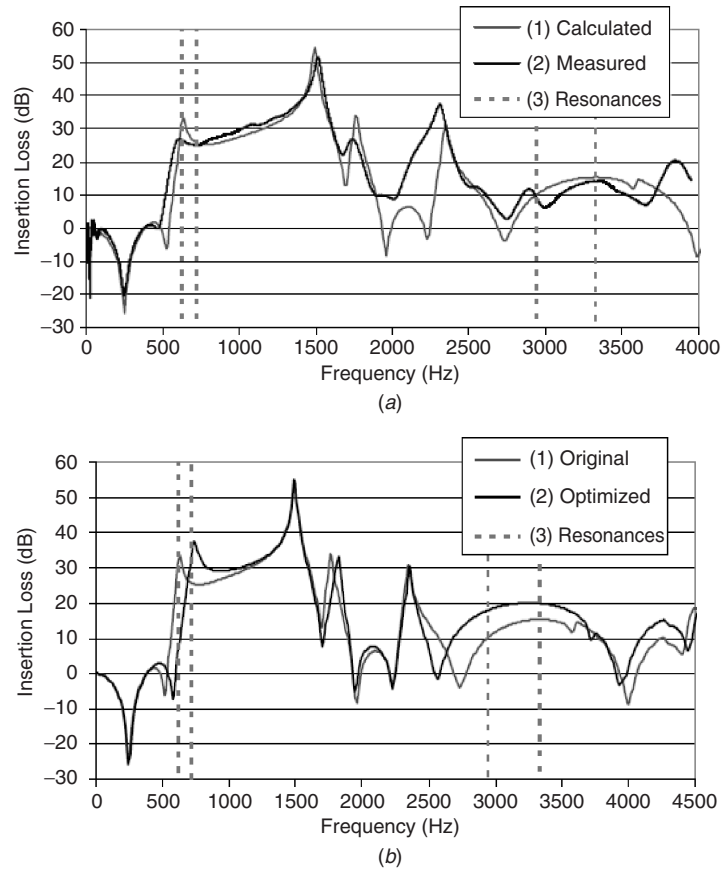 60
50
40
30
20
10
0
−10
−20
−30
Insertion Loss (dB)
(1) Calculated
(2) Measured
(3) Resonances
0 500 1000 1500 2000 2500 3000 3500 4000
Frequency (Hz)
(a)
60
50
40
30
20
10
0
−10
−20
−30
Insertion Loss (dB)
(1) Original
(2) Optimized
(3) Resonances
0 500 1000 1500 2000 2500 3000 3500 4000 4500
Frequency (Hz)
(b)